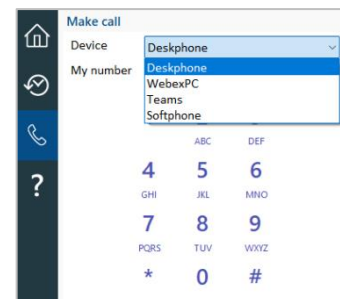 Make call
Device Deskphone
My number Deskphone
WebexPC
Teams
Softphone
ABC DEF
4 5 6
GHI JKL MNO
7 8 9
PQRS TUV WXYZ
* 0 #
?